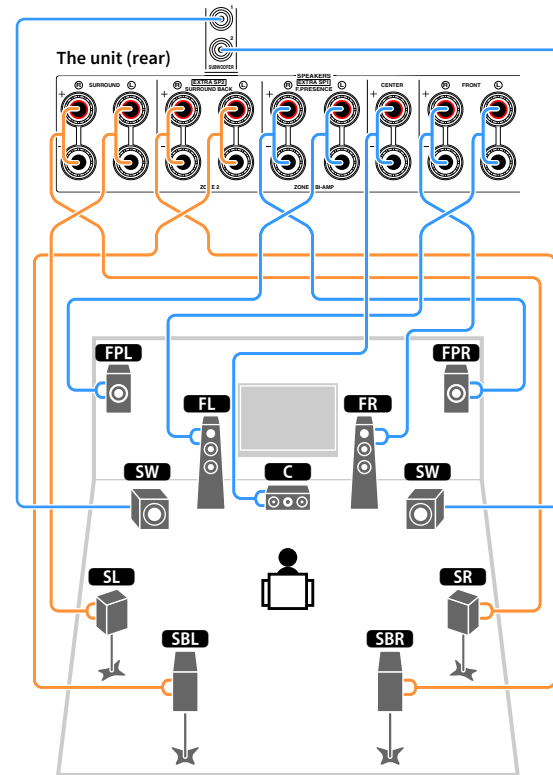 1
2
SUBWOOFER
The unit (rear)
SPEAKERS
R SURROUND L
EXTRA SP2
R SURROUND BACK L
EXTRA SP1
R F.PRESENCE L
CENTER
R FRONT L
+ + + + +
- - - - -
ZONE 2
BI-AMP
FPL
FPR
FL
FR
SW
C
SW
SL
SR
SBL
SBR